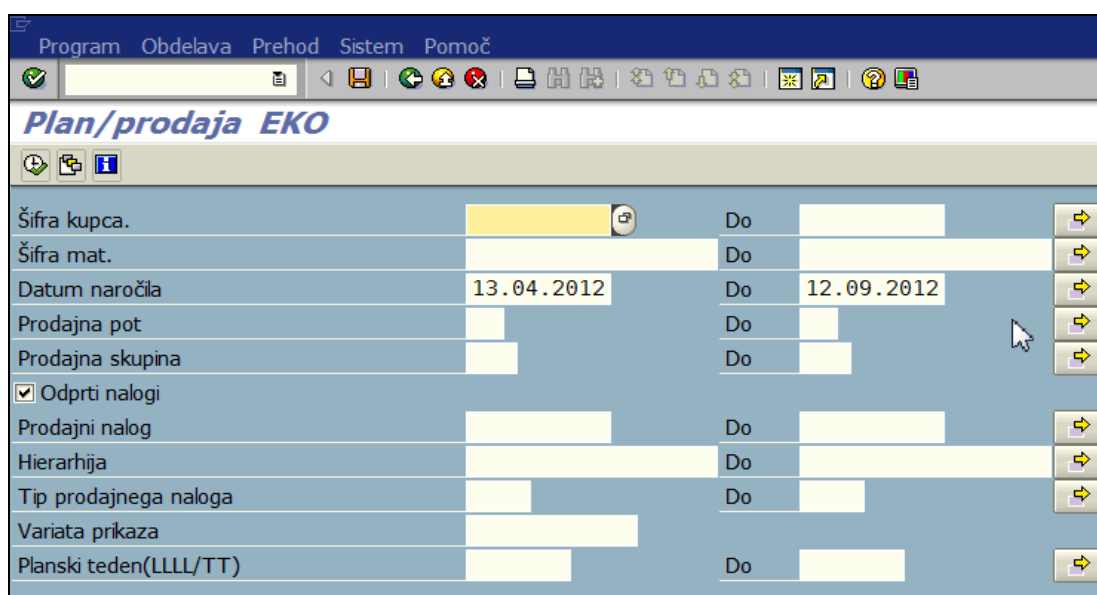 Program Obdelava Prehod Sistem Pomoč
Plan/prodaja EKO
Šifra kupca. Do
Šifra mat. Do
Datum naročila 13.04.2012 Do 12.09.2012
Prodajna pot Do
Prodajna skupina Do
Odprti nalogi
Prodajni nalog Do
Hierarhija Do
Tip prodajnega naloga Do
Variata prikaza
Planski teden(LLLL/TT) Do